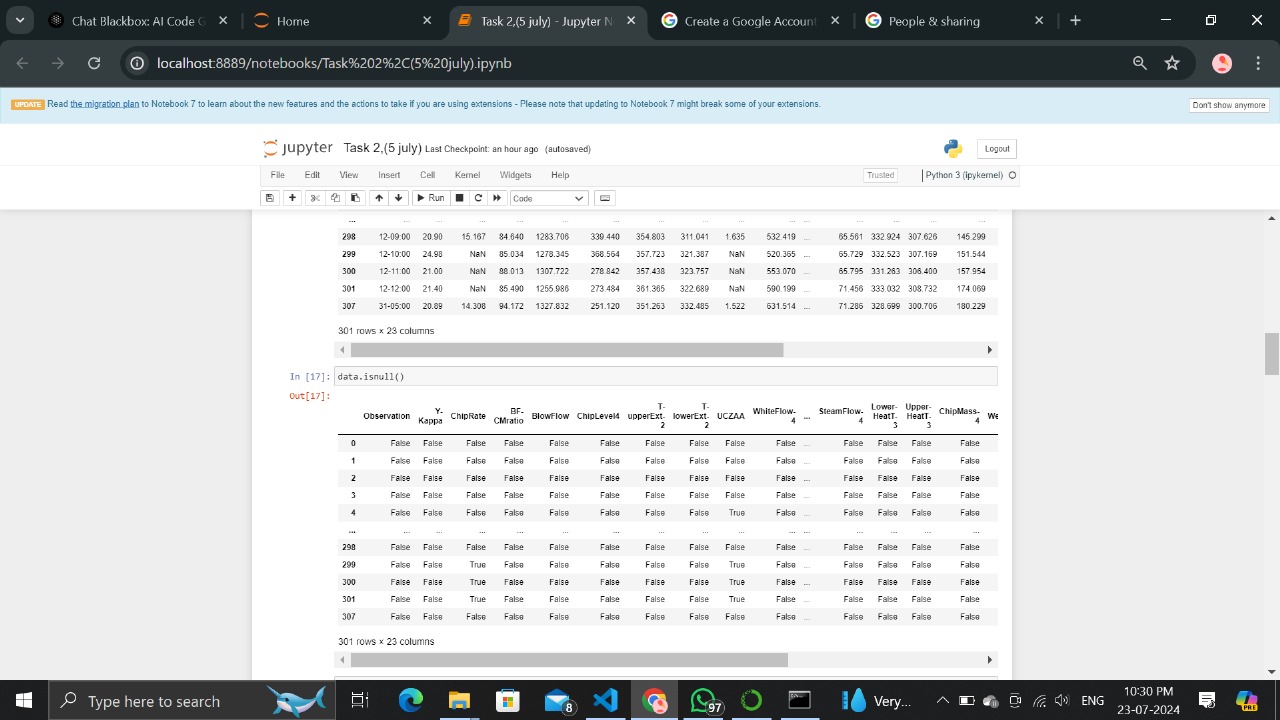 Chat Blackbox: AI Code G
Home
Task 2,(5 july) - Jupyter N
Create a Google Account
People & sharing
localhost:8889/notebooks/Task%202%2C(5%20july).ipynb
UPDATE Read the migration plan to Notebook 7 to learn about the new features and the actions to take if you are using extensions - Please note that updating to Notebook 7 might break some of your extensions.
Don't show anymore
jupyter Task 2,(5 july) Last Checkpoint: an hour ago (autosaved)
Logout
File Edit View Insert Cell Kernel Widgets Help
Trusted
Python 3 (ipykernel)
Run
Code
... ... ... ... ... ... ... ... ... ... ... ... ... ... ...
298 12-09:00 20.90 15.167 84.640 1283.706 339.440 354.803 311.041 1.635 532.419 ... 65.561 332.924 307.626 145.299
299 12-10:00 24.98 NaN 85.034 1278.345 368.564 357.723 321.387 NaN 520.365 ... 65.729 332.523 307.169 151.544
300 12-11:00 21.00 NaN 88.013 1307.722 278.842 357.438 323.757 NaN 553.070 ... 65.795 331.263 306.400 157.954
301 12-12:00 21.40 NaN 85.490 1255.986 273.484 361.365 322.689 NaN 590.199 ... 71.456 333.032 308.732 174.069
307 31-05:00 20.89 14.308 94.172 1327.832 251.120 351.263 332.485 1.522 631.514 ... 71.286 328.699 300.706 180.229
301 rows × 23 columns
In [17]: data.isnull()
Out[17]:
Observation Y-Kappa ChipRate BF-CMratio BlowFlow ChipLevel4 T-upperExt-2 T-lowerExt-2 UCZAA WhiteFlow-4 ... SteamFlow-4 Lower-HeatT-3 Upper-HeatT-3 ChipMass-4 We
0 False False False False False False False False False False ... False False False False
1 False False False False False False False False False False ... False False False False
2 False False False False False False False False False False ... False False False False
3 False False False False False False False False False False ... False False False False
4 False False False False False False False False True False ... False False False False
... ... ... ... ... ... ... ... ... ... ... ... ... ... ... ...
298 False False False False False False False False False False ... False False False False
299 False False True False False False False False True False ... False False False False
300 False False True False False False False False True False ... False False False False
301 False False True False False False False False True False ... False False False False
307 False False False False False False False False False False ... False False False False
301 rows × 23 columns
Type here to search
8
97
Very...
ENG
10:30 PM
23-07-2024
PRE